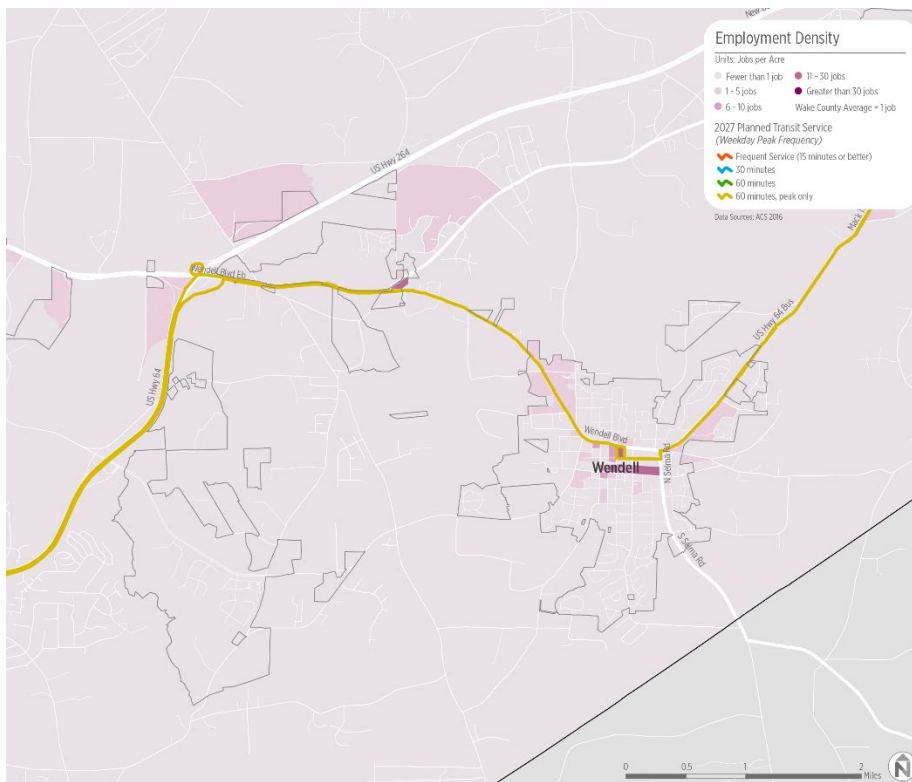 New
Employment Density
Units: Jobs per Acre
Fewer than 1 job
11 - 30 jobs
1 - 5 jobs
Greater than 30 jobs
6 - 10 jobs
Wake County Average = 1 job
2027 Planned Transit Service
(Weekday Peak Frequency)
Frequent Service (15 minutes or better)
30 minutes
60 minutes
60 minutes, peak only
Data Sources: ACS 2016
US Hwy 264
Mack
Wendell Blvd Eb
US Hwy 64 Bus
US Hwy 64
Wendell Blvd
Wendell
N Selma Rd
S Selma Rd
0 0.5 1 2
Miles
N